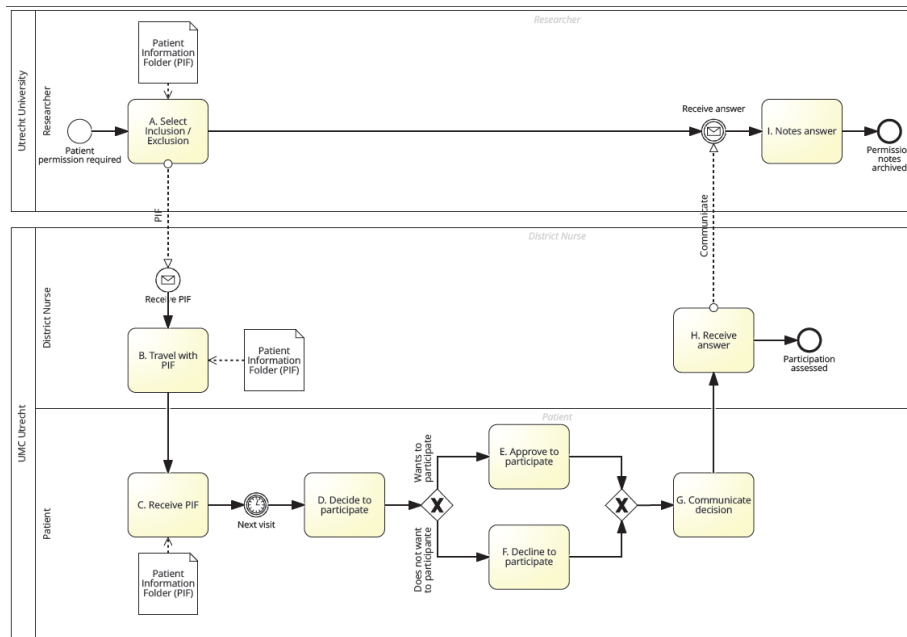 Researcher
Utrecht University
Researcher
Patient
Information
Folder (PIF)
A. Select
Inclusion /
Exclusion
Patient
permission required
Receive answer
I. Notes answer
Permissio
notes
archived
PIF
Communicate
District Nurse
UMC Utrecht
District Nurse
Receive PIF
B. Travel with
PIF
Patient
Information
Folder (PIF)
H. Receive
answer
Participation
assessed
Patient
Patient
C. Receive PIF
Next visit
D. Decide to
participate
Wants to
participate
Does not want
to participante
E. Approve to
participate
F. Decline to
participate
G. Communicate
decision
Patient
Information
Folder (PIF)